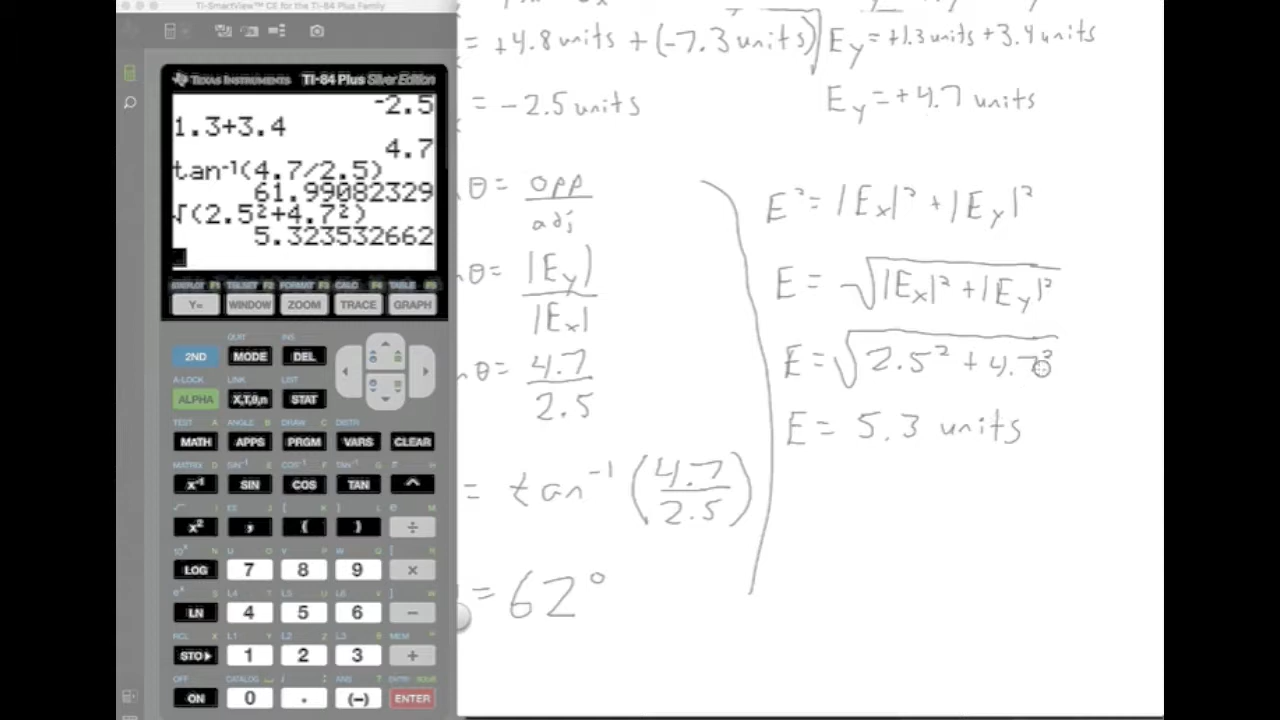 TI-SmartView™ CE for the TI-84 Plus Family
TEXAS INSTRUMENTS TI-84 Plus Silver Edition
-2.5
1.3+3.4
4.7
tan⁻¹(4.7/2.5)
61.99082329
√(2.5²+4.7²)
5.323532662
STAT PLOT F1 TBLSET F2 FORMAT F3 CALC F4 TABLE F5
Y= WINDOW ZOOM TRACE GRAPH
QUIT INS
2ND MODE DEL
A-LOCK LINK LIST
ALPHA X,T,θ,n STAT
TEST A ANGLE B DRAW C DISTR
MATH APPS PRGM VARS CLEAR
MATRIX D SIN⁻¹ E COS⁻¹ F TAN⁻¹ G π H
x⁻¹ SIN COS TAN ^
√ I EE J { K } L e M
x² , ( ) ÷
10ˣ N u O v P w Q [ R
LOG 7 8 9 ×
eˣ S L4 T L5 U L6 V ] W
LN 4 5 6 −
RCL X L1 Y L2 Z L3 θ MEM "
STO▸ 1 2 3 +
OFF CATALOG i : ANS ? ENTRY SOLVE
ON 0 . (−) ENTER
= +4.8 units + (-7.3 units)
= -2.5 units
Ey = +1.3 units + 3.4 units
Ey = +4.7 units
θ = opp / adj
θ = |Ey| / |Ex|
θ = 4.7 / 2.5
= tan⁻¹ (4.7 / 2.5)
= 62°
E² = |Ex|² + |Ey|²
E = √|Ex|² + |Ey|²
E = √2.5² + 4.7²
E = 5.3 units